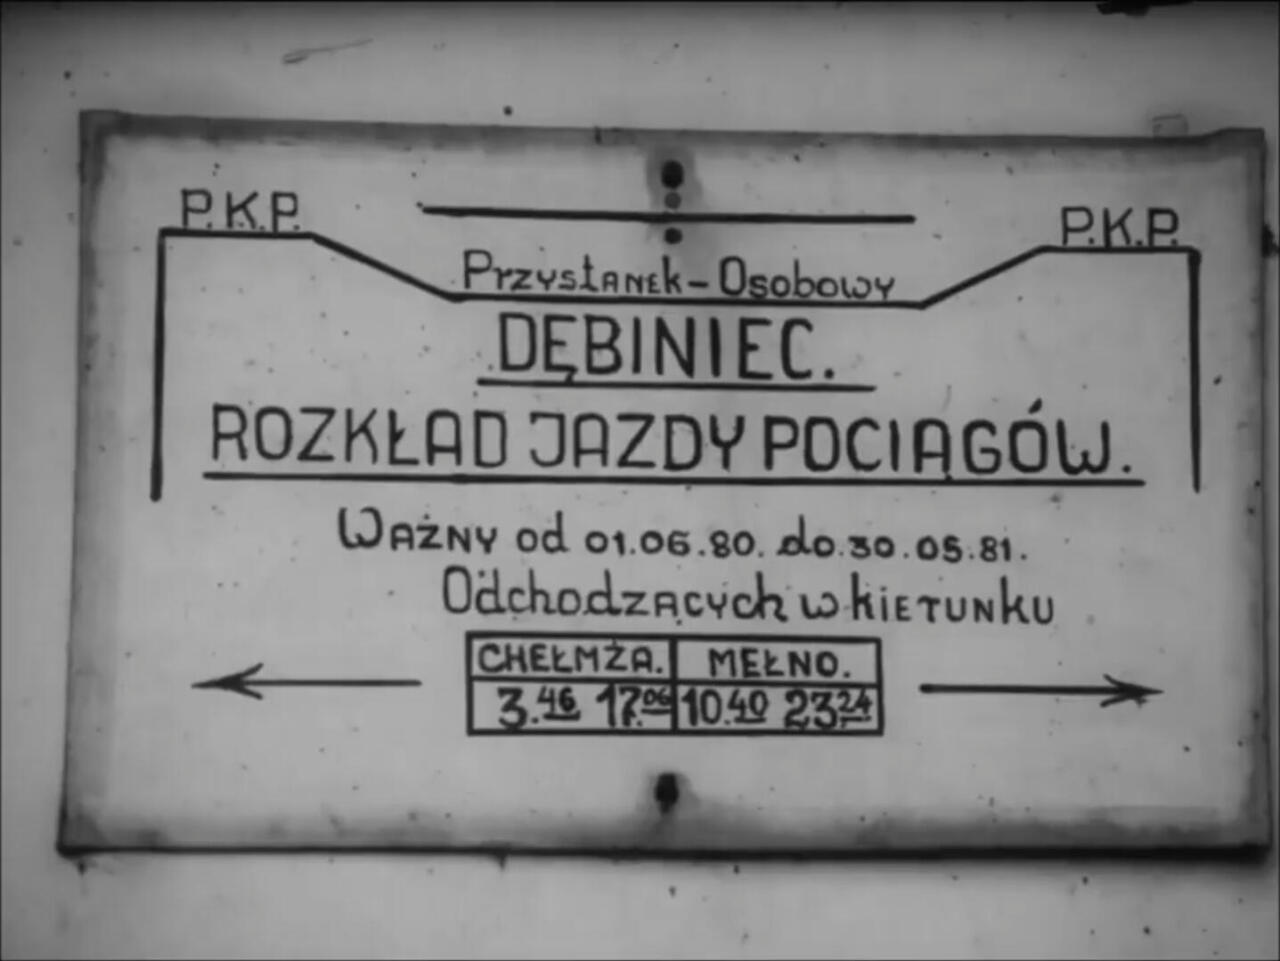 P.K.P. P.K.P.
Przystanek-Osobowy
DĘBINIEC.
ROZKŁAD JAZDY POCIĄGÓW.
WAŻNY od 01.06.80. do.30.05.81.
Odchodzących w kiETUNKU
CHEŁMŻA. MEŁNO.
3.46 17.06 10.40 23.24